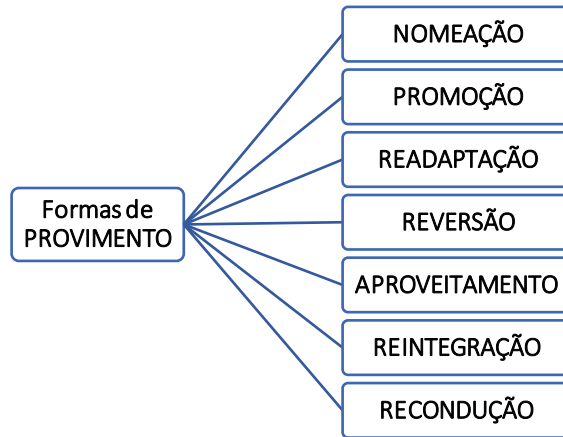 Formas de
PROVIMENTO
NOMEAÇÃO
PROMOÇÃO
READAPTAÇÃO
REVERSÃO
APROVEITAMENTO
REINTEGRAÇÃO
RECONDUÇÃO